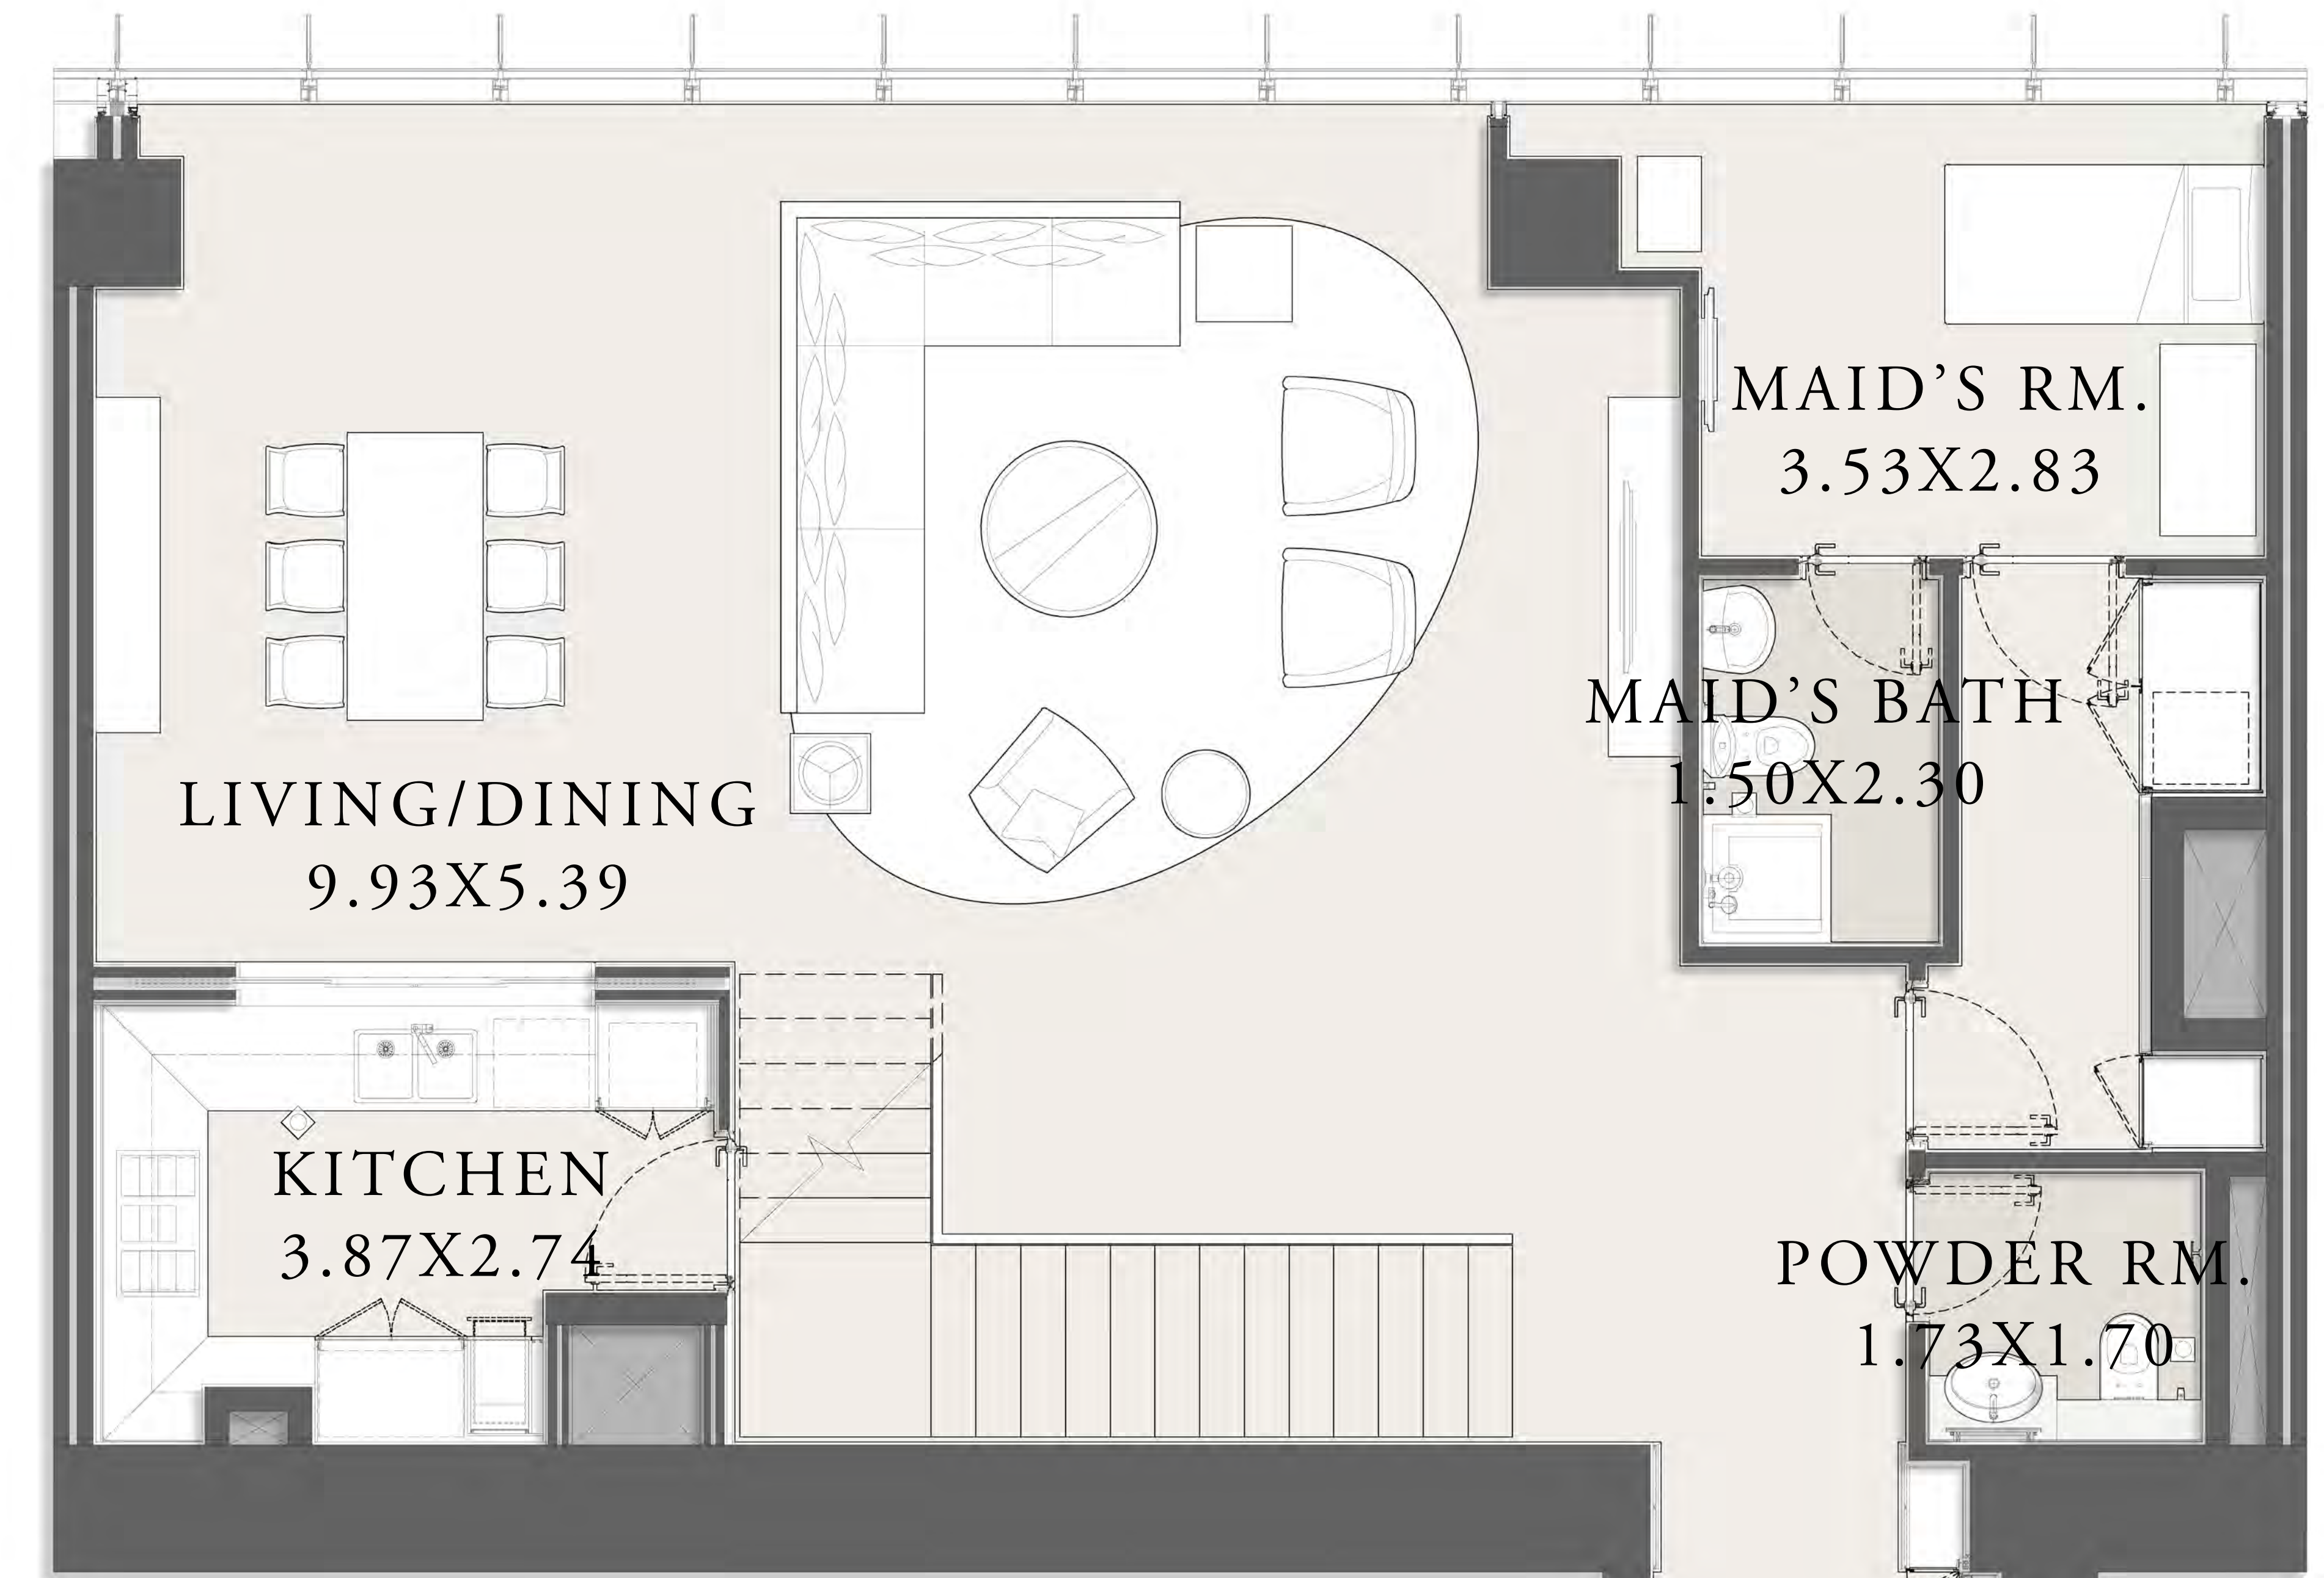 MAID'S RM.
3.53X2.83
MAID'S BATH
1.50X2.30
LIVING/DINING
9.93X5.39
KITCHEN
3.87X2.74
POWDER RM.
1.73X1.70